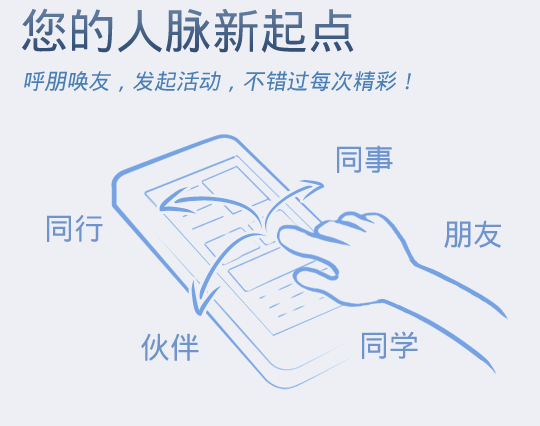 您的人脉新起点
呼朋唤友，发起活动，不错过每次精彩！
同事
同行
朋友
伙伴
同学